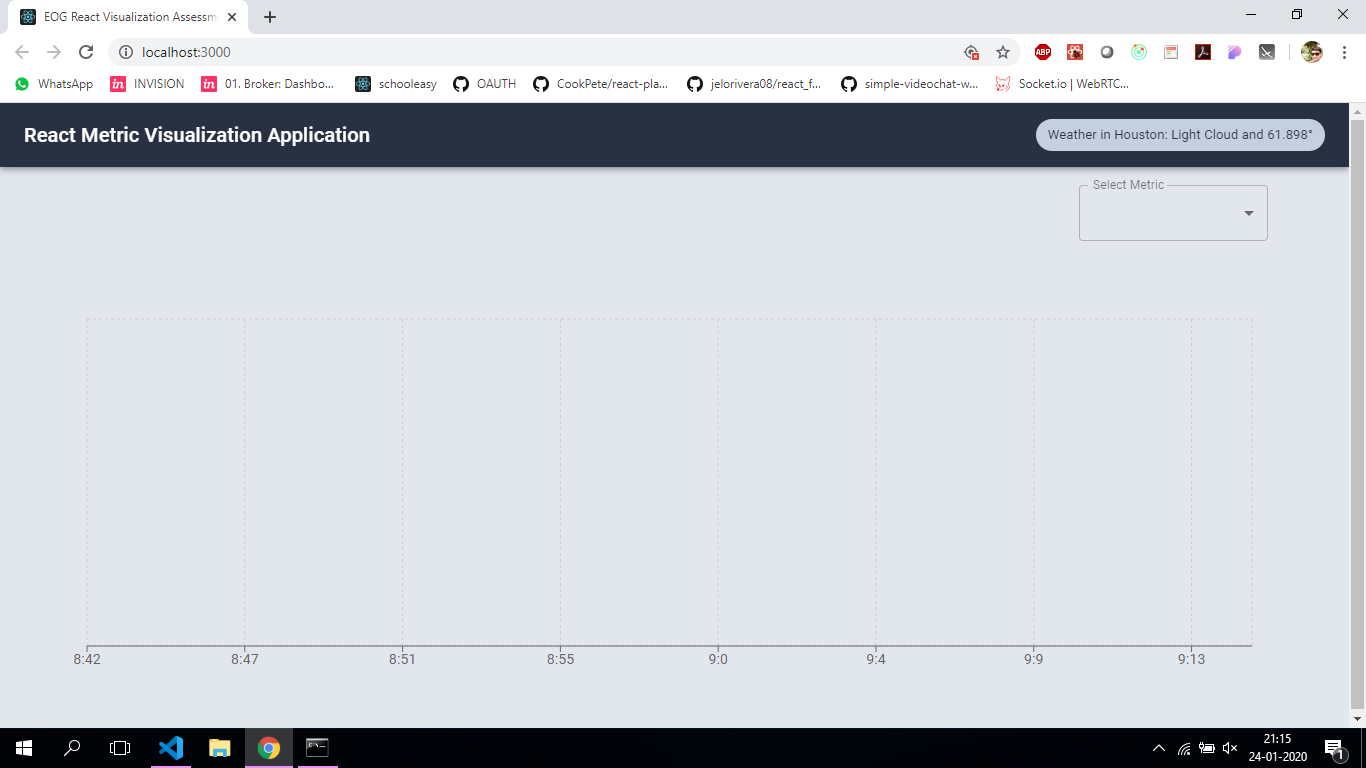 EOG React Visualization Assessm
localhost:3000
ABP
WhatsApp INVISION 01. Broker: Dashbo... schooleasy OAUTH CookPete/react-pla... jelorivera08/react_f... simple-videochat-w... Socket.io | WebRTC...
React Metric Visualization Application
Weather in Houston: Light Cloud and 61.898°
Select Metric
8:42 8:47 8:51 8:55 9:0 9:4 9:9 9:13
21:15
24-01-2020
1